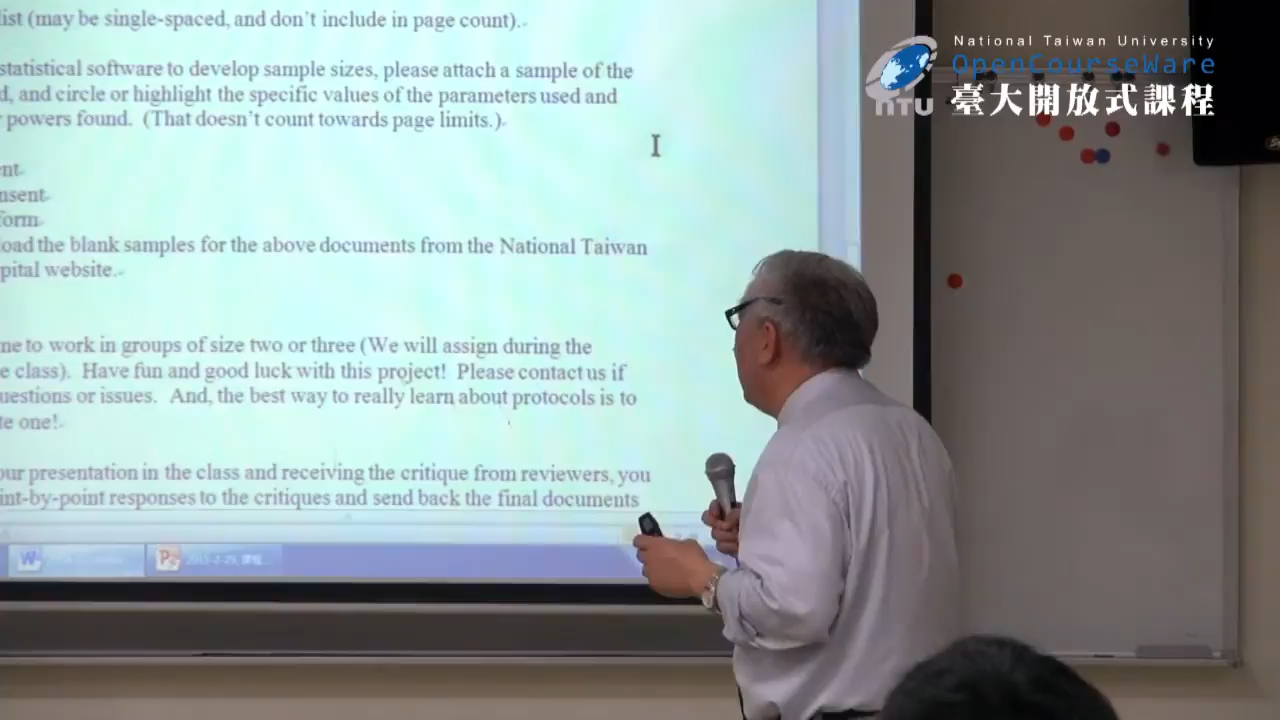 list (may be single-spaced, and don't include in page count).
statistical software to develop sample sizes, please attach a sample of the
d, and circle or highlight the specific values of the parameters used and
powers found. (That doesn't count towards page limits.)
nt
nsent
form
oad the blank samples for the above documents from the National Taiwan
pital website.
ne to work in groups of size two or three (We will assign during the
e class). Have fun and good luck with this project! Please contact us if
uestions or issues. And, the best way to really learn about protocols is to
te one!
our presentation in the class and receiving the critique from reviewers, you
int-by-point responses to the critiques and send back the final documents
National Taiwan University
OpenCourseWare
NTU 臺大開放式課程